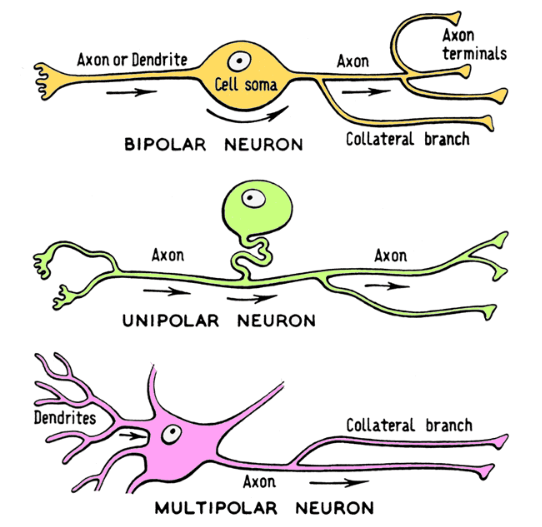 Axon or Dendrite
Cell soma
Axon
Axon
terminals
Collateral branch
BIPOLAR NEURON
Axon
Axon
UNIPOLAR NEURON
Dendrites
Collateral branch
Axon
MULTIPOLAR NEURON